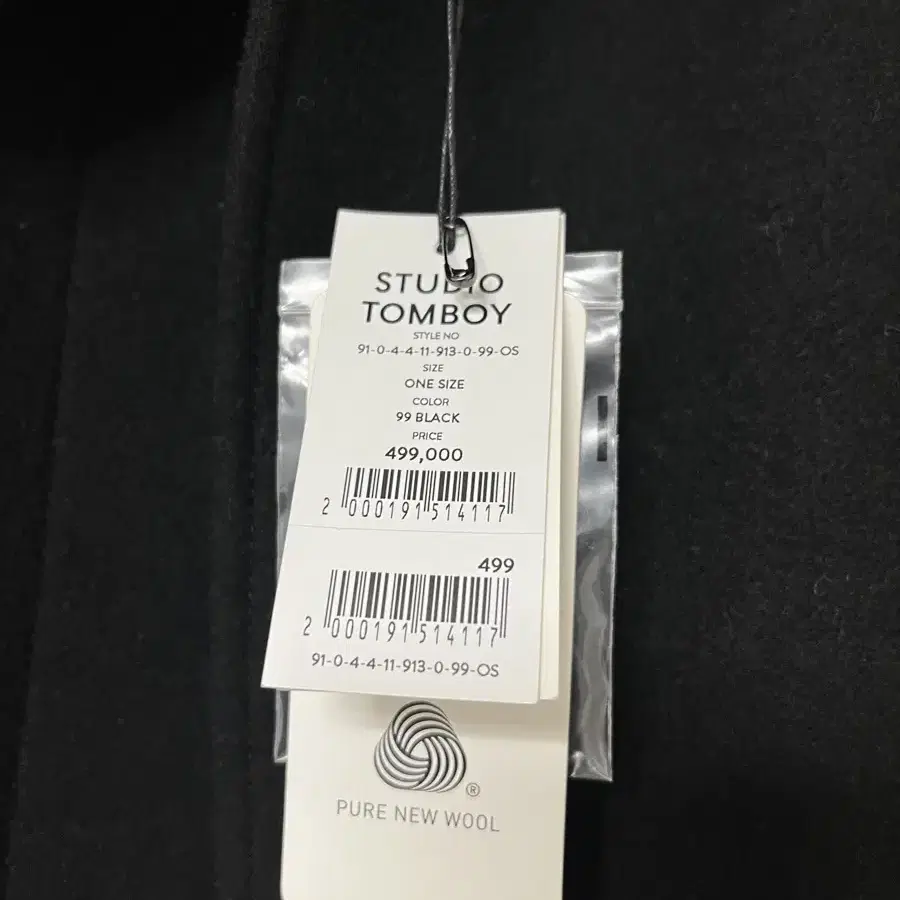 STUDIO
TOMBOY
STYLE NO
91-0-4-4-11-913-0-99-OS
SIZE
ONE SIZE
COLOR
99 BLACK
PRICE
499,000
2 000191 514117
499
2 000191 514117
91-0-4-4-11-913-0-99-OS
®
PURE NEW WOOL